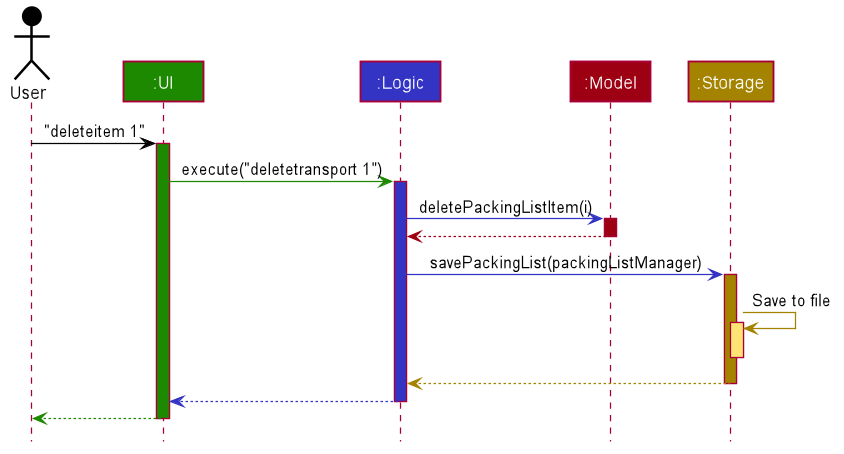 User
:UI
:Logic
:Model
:Storage
"deleteitem 1"
execute("deletetransport 1")
deletePackingListItem(i)
savePackingList(packingListManager)
Save to file